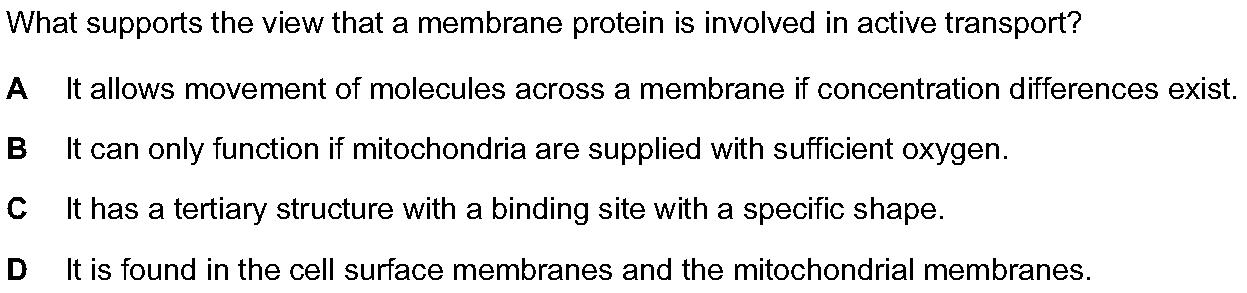 What supports the view that a membrane protein is involved in active transport?
A It allows movement of molecules across a membrane if concentration differences exist.
B It can only function if mitochondria are supplied with sufficient oxygen.
C It has a tertiary structure with a binding site with a specific shape.
D It is found in the cell surface membranes and the mitochondrial membranes.